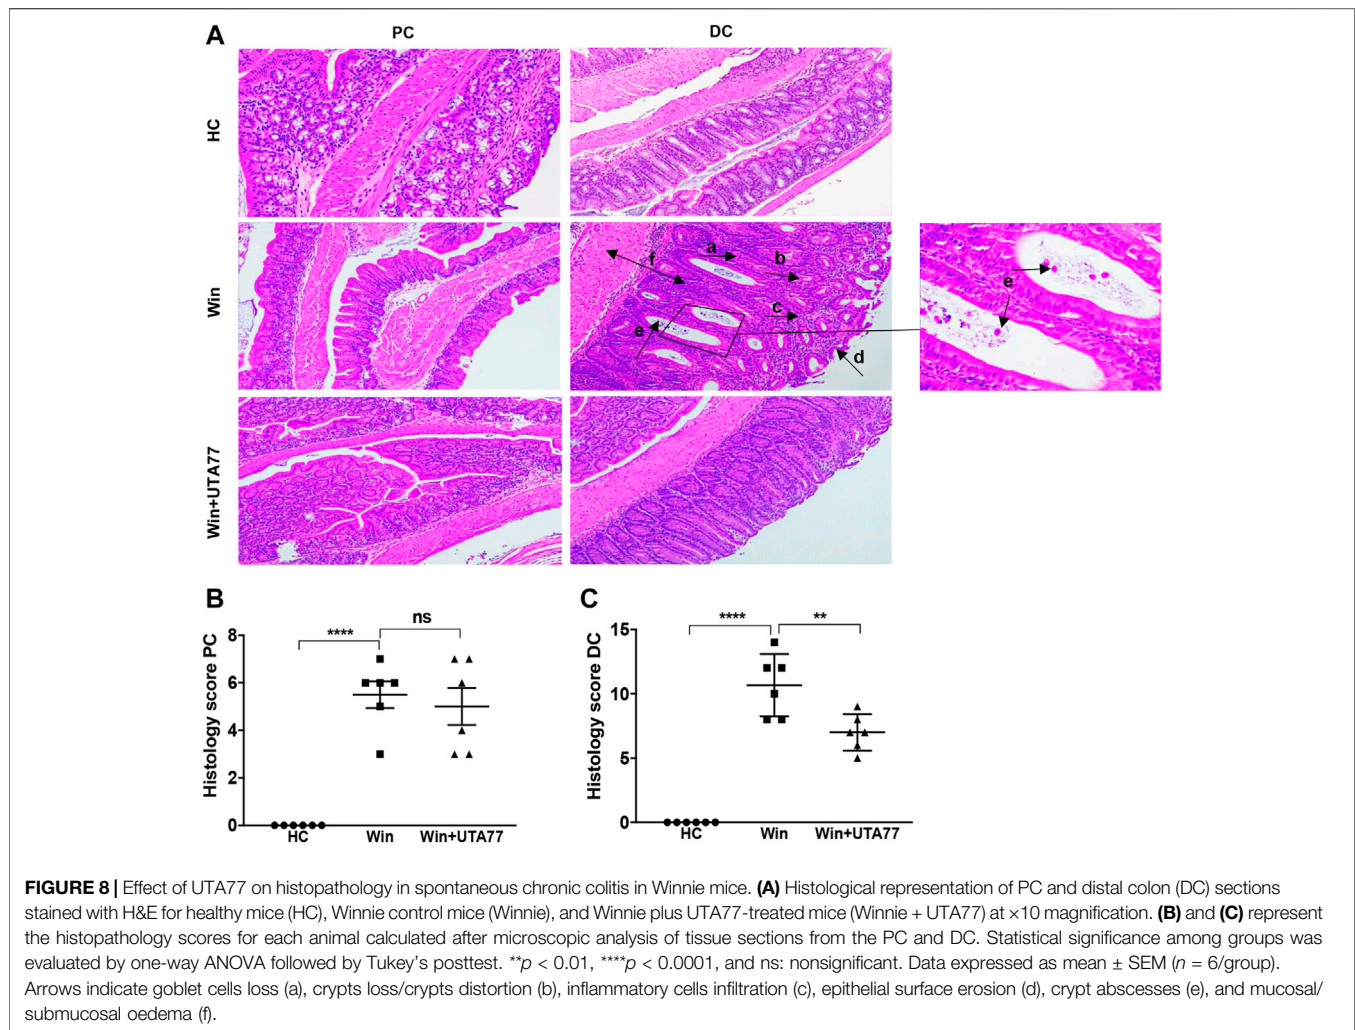 A
PC
DC
HC
Win
a
b
f
c
e
d
e
Win+UTA77
B
Histology score PC
8
6
4
2
0
****
ns
HC
Win
Win+UTA77
C
Histology score DC
15
10
5
0
****
**
HC
Win
Win+UTA77
FIGURE 8 | Effect of UTA77 on histopathology in spontaneous chronic colitis in Winnie mice. (A) Histological representation of PC and distal colon (DC) sections
stained with H&E for healthy mice (HC), Winnie control mice (Winnie), and Winnie plus UTA77-treated mice (Winnie + UTA77) at ×10 magnification. (B) and (C) represent
the histopathology scores for each animal calculated after microscopic analysis of tissue sections from the PC and DC. Statistical significance among groups was
evaluated by one-way ANOVA followed by Tukey's posttest. **p < 0.01, ****p < 0.0001, and ns: nonsignificant. Data expressed as mean ± SEM (n = 6/group).
Arrows indicate goblet cells loss (a), crypts loss/crypts distortion (b), inflammatory cells infiltration (c), epithelial surface erosion (d), crypt abscesses (e), and mucosal/
submucosal oedema (f).